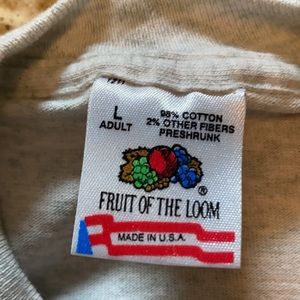 L
ADULT
98% COTTON
2% OTHER FIBERS
PRESHRUNK
®
FRUIT OF THE LOOM
MADE IN U.S.A.